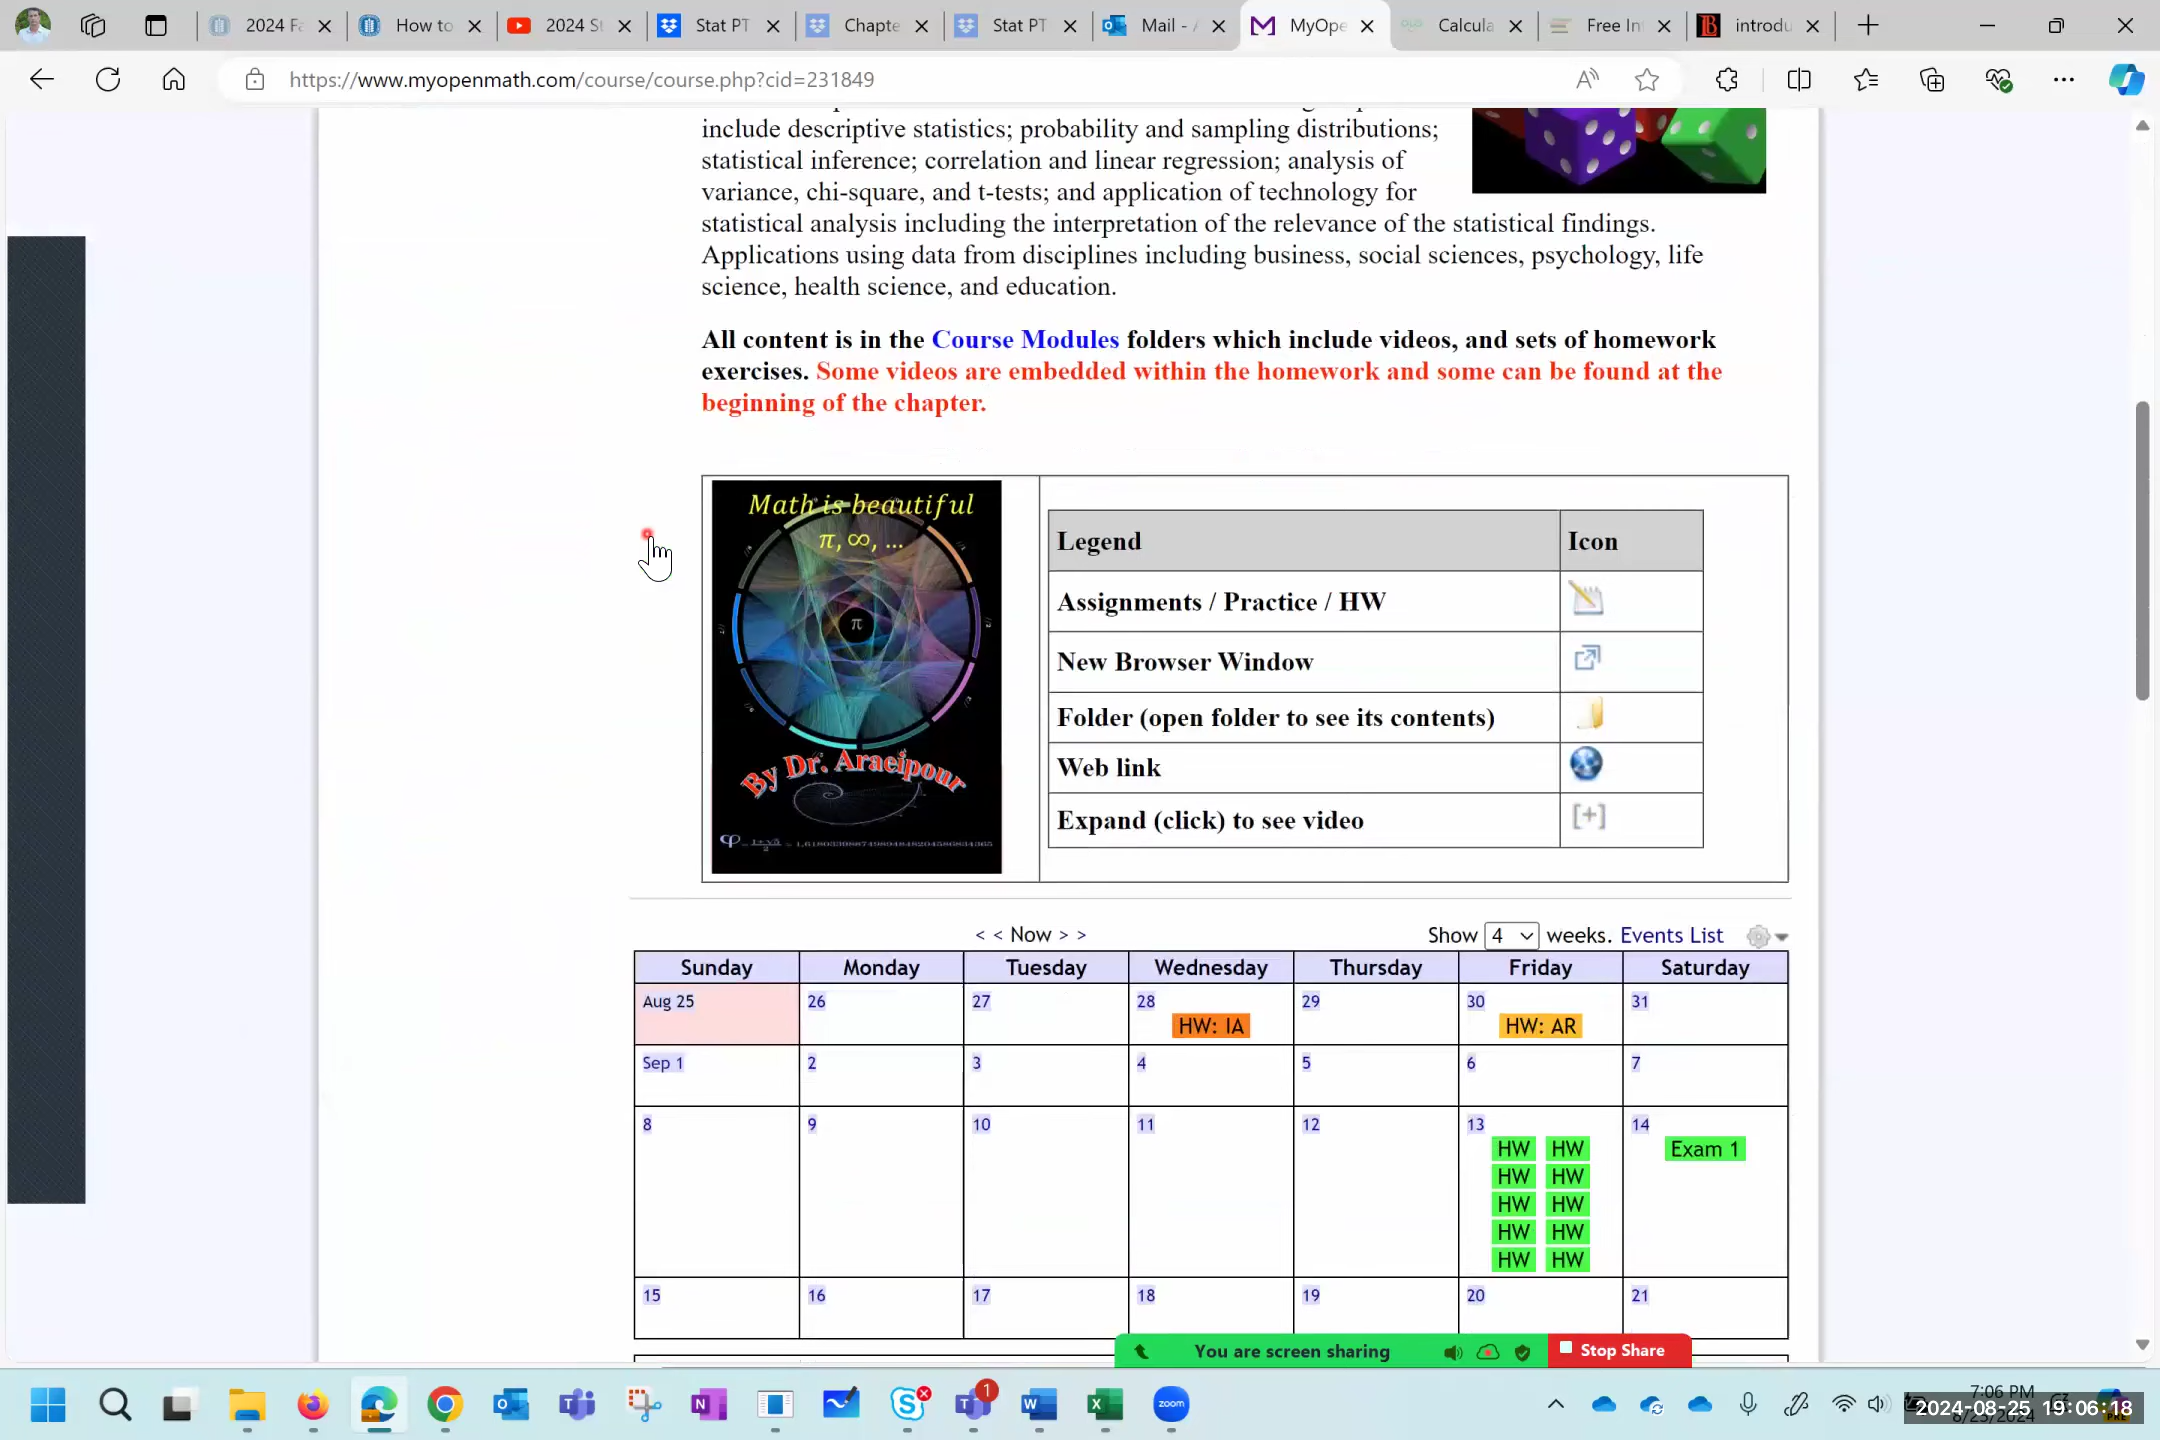 2024 Fa
How to
2024 St
Stat PT
Chapte
Stat PT
Mail - A
MyOpe
Calcula
Free In
introdu
https://www.myopenmath.com/course/course.php?cid=231849
include descriptive statistics; probability and sampling distributions;
statistical inference; correlation and linear regression; analysis of
variance, chi-square, and t-tests; and application of technology for
statistical analysis including the interpretation of the relevance of the statistical findings.
Applications using data from disciplines including business, social sciences, psychology, life
science, health science, and education.
All content is in the Course Modules folders which include videos, and sets of homework
exercises. Some videos are embedded within the homework and some can be found at the
beginning of the chapter.
Math is beautiful
π, ∞, ...
π
By Dr. Araeipour
Legend Icon
Assignments / Practice / HW
New Browser Window
Folder (open folder to see its contents)
Web link
Expand (click) to see video [+]
< < Now > > Show 4 weeks. Events List
Sunday Monday Tuesday Wednesday Thursday Friday Saturday
Aug 25 26 27 28 29 30 31
HW: IA HW: AR
Sep 1 2 3 4 5 6 7
8 9 10 11 12 13 14
HW HW Exam 1
HW HW
HW HW
HW HW
HW HW
15 16 17 18 19 20 21
You are screen sharing Stop Share
zoom
1
7:06 PM
2024-08-25 19:06:18